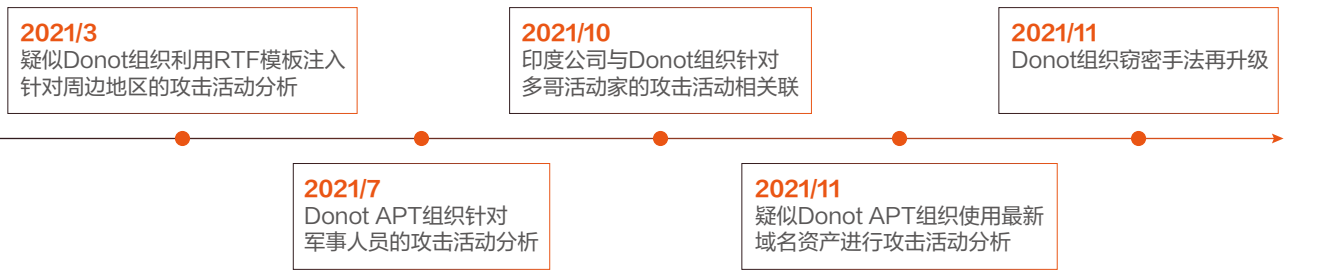 2021/3
疑似Donot组织利用RTF模板注入
针对周边地区的攻击活动分析
2021/7
Donot APT组织针对
军事人员的攻击活动分析
2021/10
印度公司与Donot组织针对
多哥活动家的攻击活动相关联
2021/11
疑似Donot APT组织使用最新
域名资产进行攻击活动分析
2021/11
Donot组织窃密手法再升级